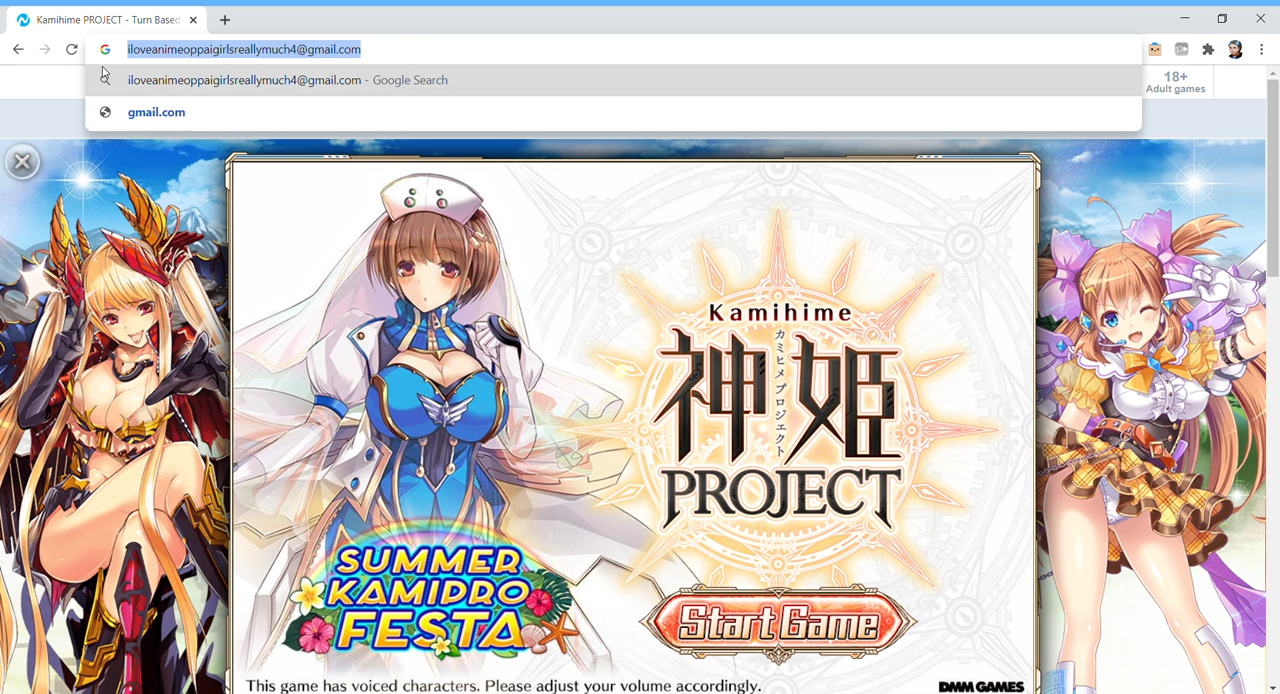 Kamihime PROJECT - Turn Based
iloveanimeoppaigirlsreallymuch4@gmail.com
iloveanimeoppaigirlsreallymuch4@gmail.com - Google Search
gmail.com
18+
Adult games
Kamihime
神姫
カミヒメ プロジェクト
PROJECT
SUMMER
KAMIPRO
FESTA
Start Game
This game has voiced characters. Please adjust your volume accordingly.
DMM GAMES